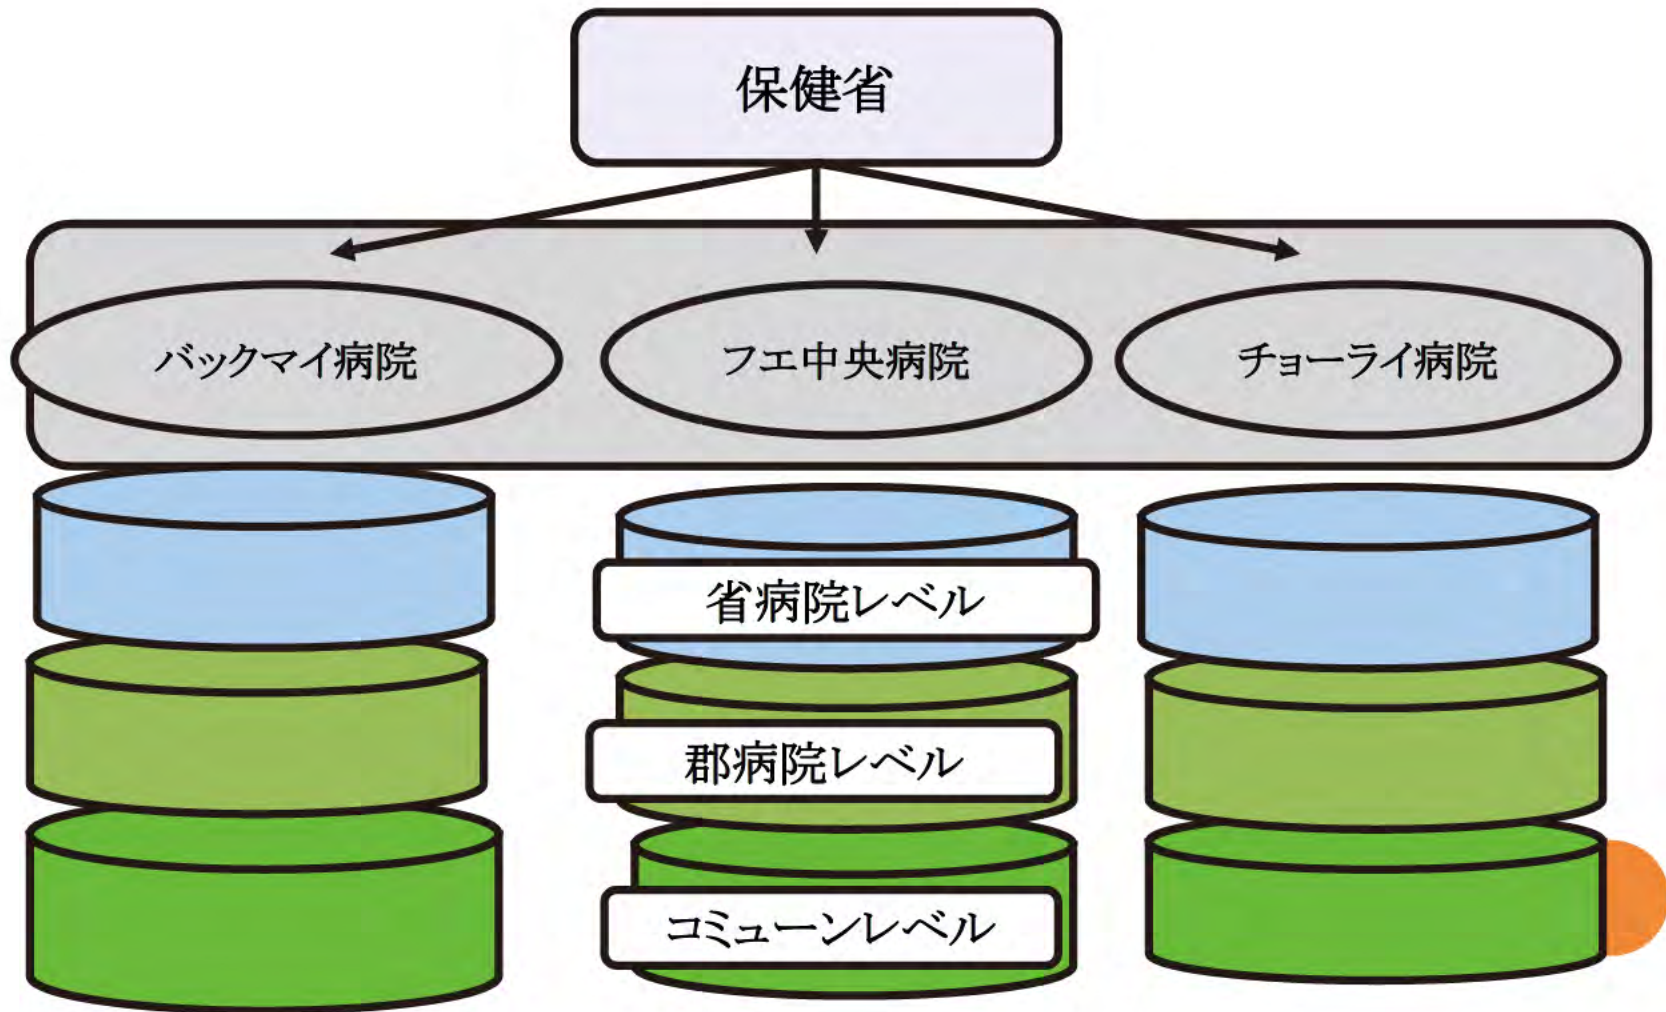 保健省
バックマイ病院
フエ中央病院
チョーライ病院
省病院レベル
郡病院レベル
コミューンレベル